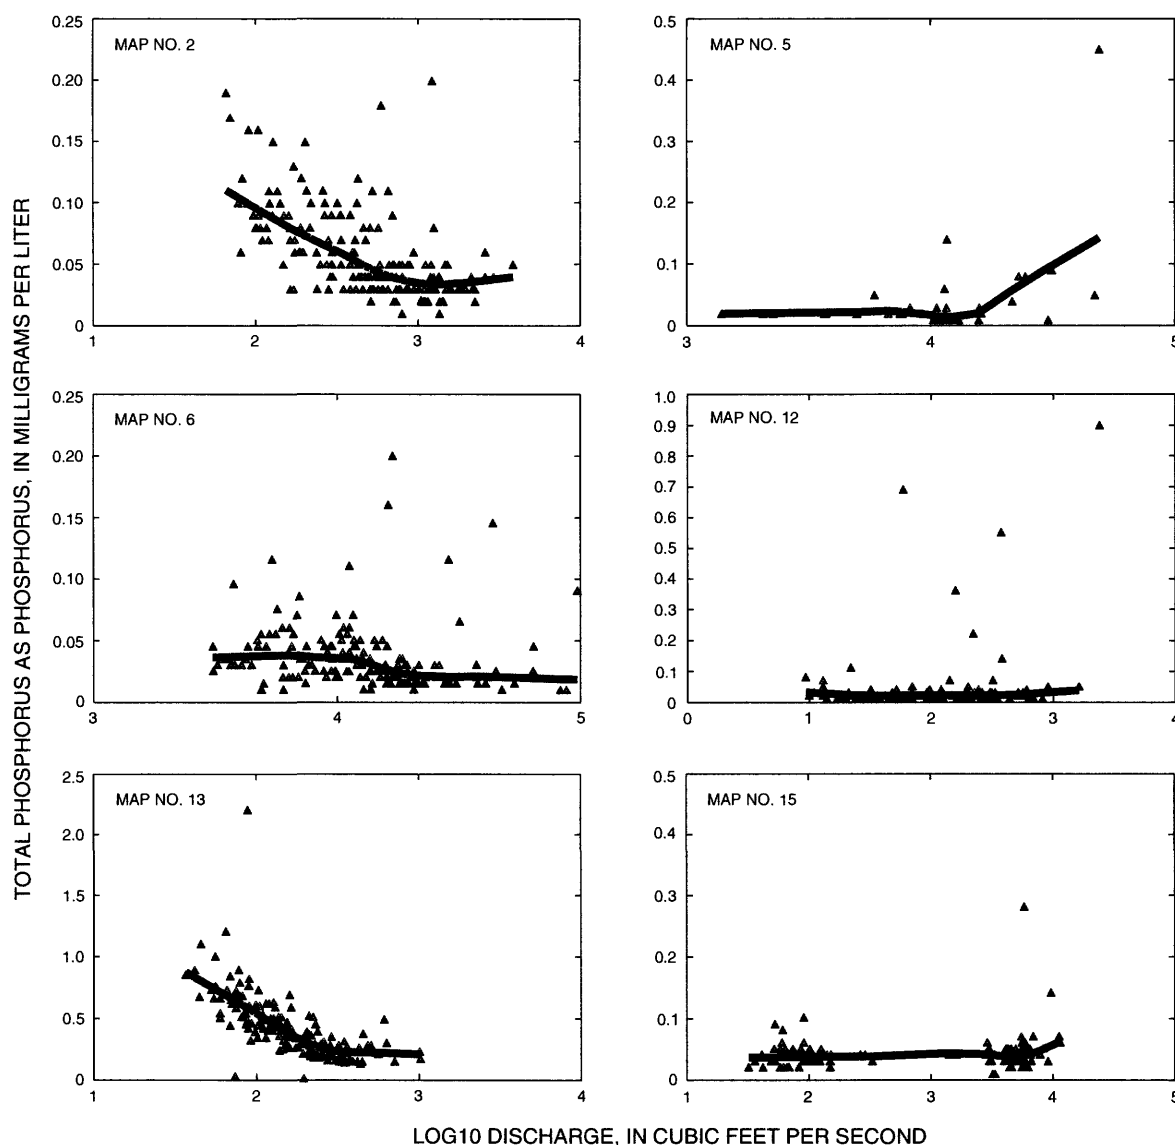 TOTAL PHOSPHORUS AS PHOSPHORUS, IN MILLIGRAMS PER LITER
MAP NO. 2
0.25
0.20
0.15
0.10
0.05
0
1 2 3 4
MAP NO. 5
0.5
0.4
0.3
0.2
0.1
0
3 4 5
MAP NO. 6
0.25
0.20
0.15
0.10
0.05
0
3 4 5
MAP NO. 12
1.0
0.9
0.8
0.7
0.6
0.5
0.4
0.3
0.2
0.1
0
0 1 2 3 4
MAP NO. 13
2.5
2.0
1.5
1.0
0.5
0
1 2 3 4
MAP NO. 15
0.5
0.4
0.3
0.2
0.1
0
1 2 3 4 5
LOG10 DISCHARGE, IN CUBIC FEET PER SECOND